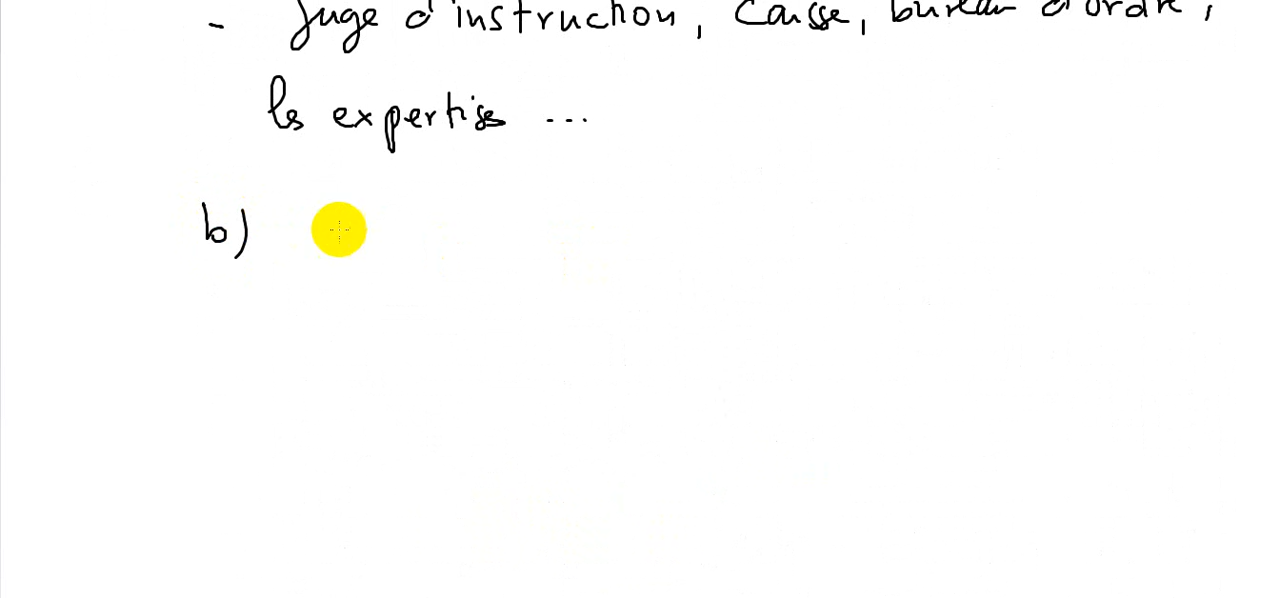 - Juge d'instruction, Caisse, bureau d'ordre,
les expertises ...
b)